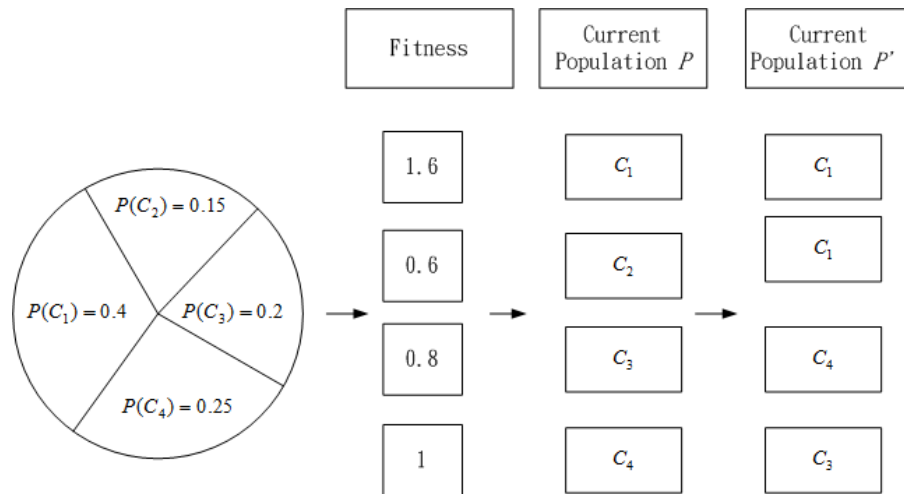 Fitness
Current
Population P
Current
Population P'
P(C₂) = 0.15
P(C₁) = 0.4
P(C₃) = 0.2
P(C₄) = 0.25
1.6
0.6
0.8
1
C₁
C₂
C₃
C₄
C₁
C₁
C₄
C₃